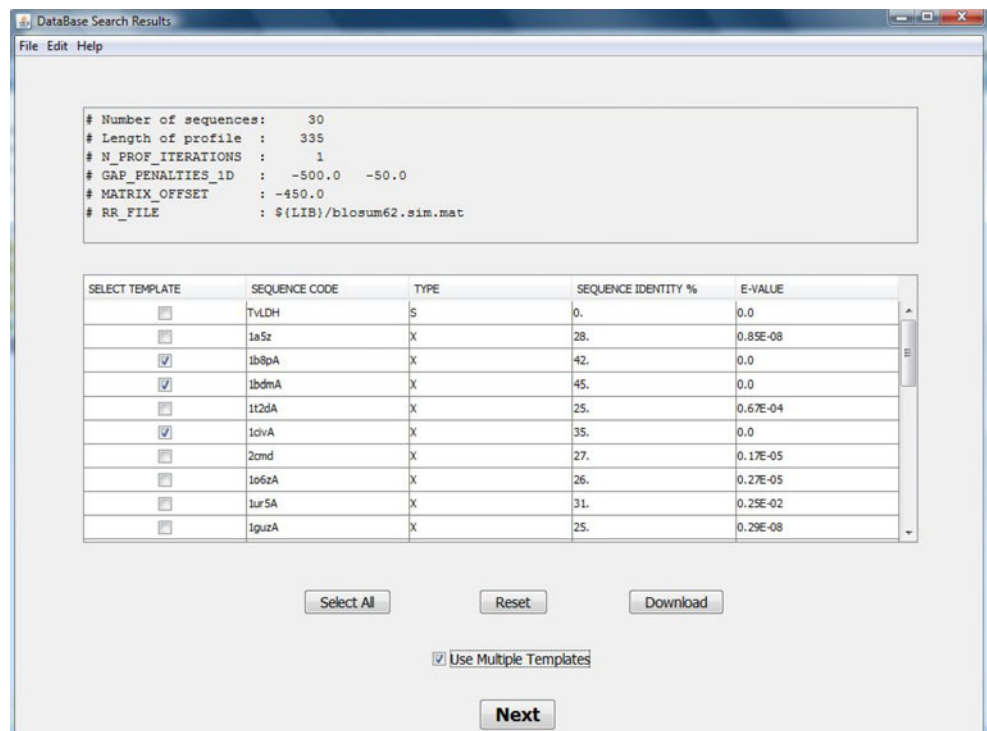 DataBase Search Results
File Edit Help
# Number of sequences: 30
# Length of profile : 335
# N_PROF_ITERATIONS : 1
# GAP_PENALTIES_1D : -500.0 -50.0
# MATRIX_OFFSET : -450.0
# RR_FILE : ${LIB}/blosum62.sim.mat
SELECT TEMPLATE SEQUENCE CODE TYPE SEQUENCE IDENTITY % E-VALUE
TvLDH S 0. 0.0
1a5z X 28. 0.85E-08
1b8pA X 42. 0.0
1bdmA X 45. 0.0
1t2dA X 25. 0.67E-04
1civA X 35. 0.0
2cmd X 27. 0.17E-05
1o6zA X 26. 0.27E-05
1ur5A X 31. 0.25E-02
1guzA X 25. 0.29E-08
Select All Reset Download
Use Multiple Templates
Next